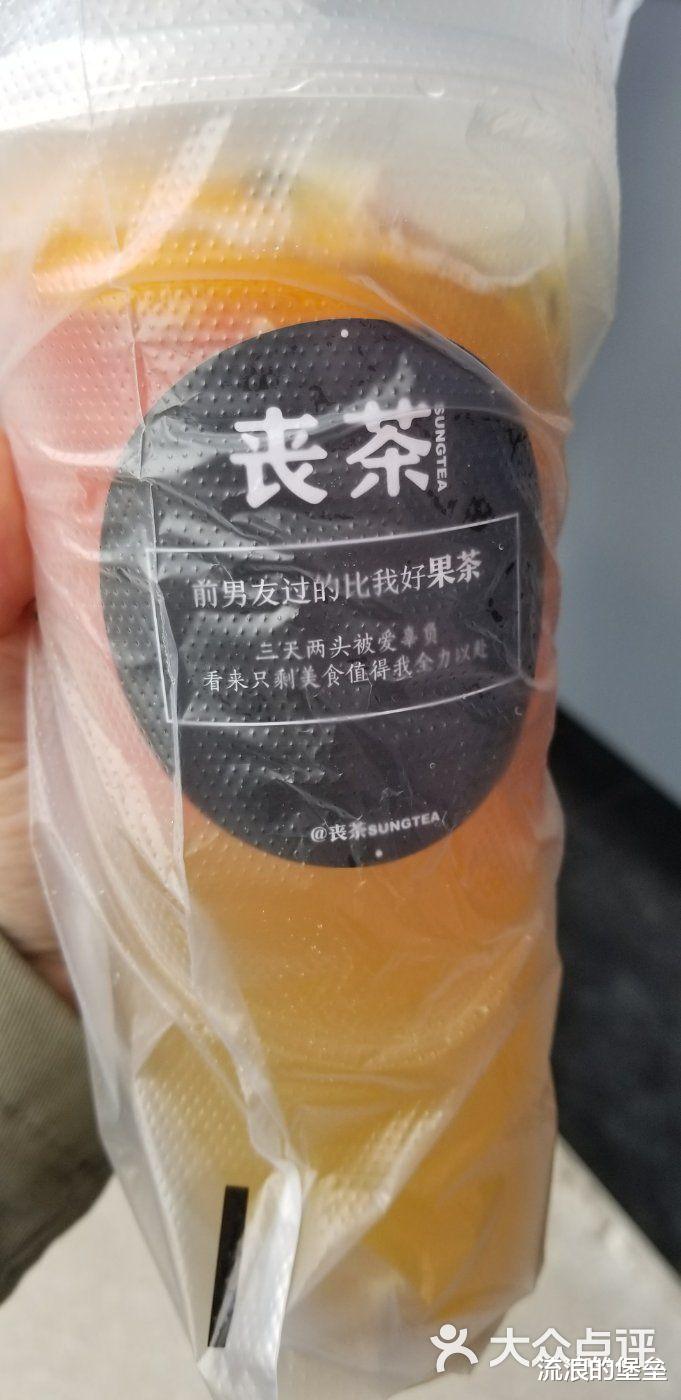 丧茶
SUNGTEA
前男友过的比我好果茶
三天两头被爱辜负
看来只剩美食值得我全力以赴
@丧茶SUNGTEA
大众点评
流浪的堡垒